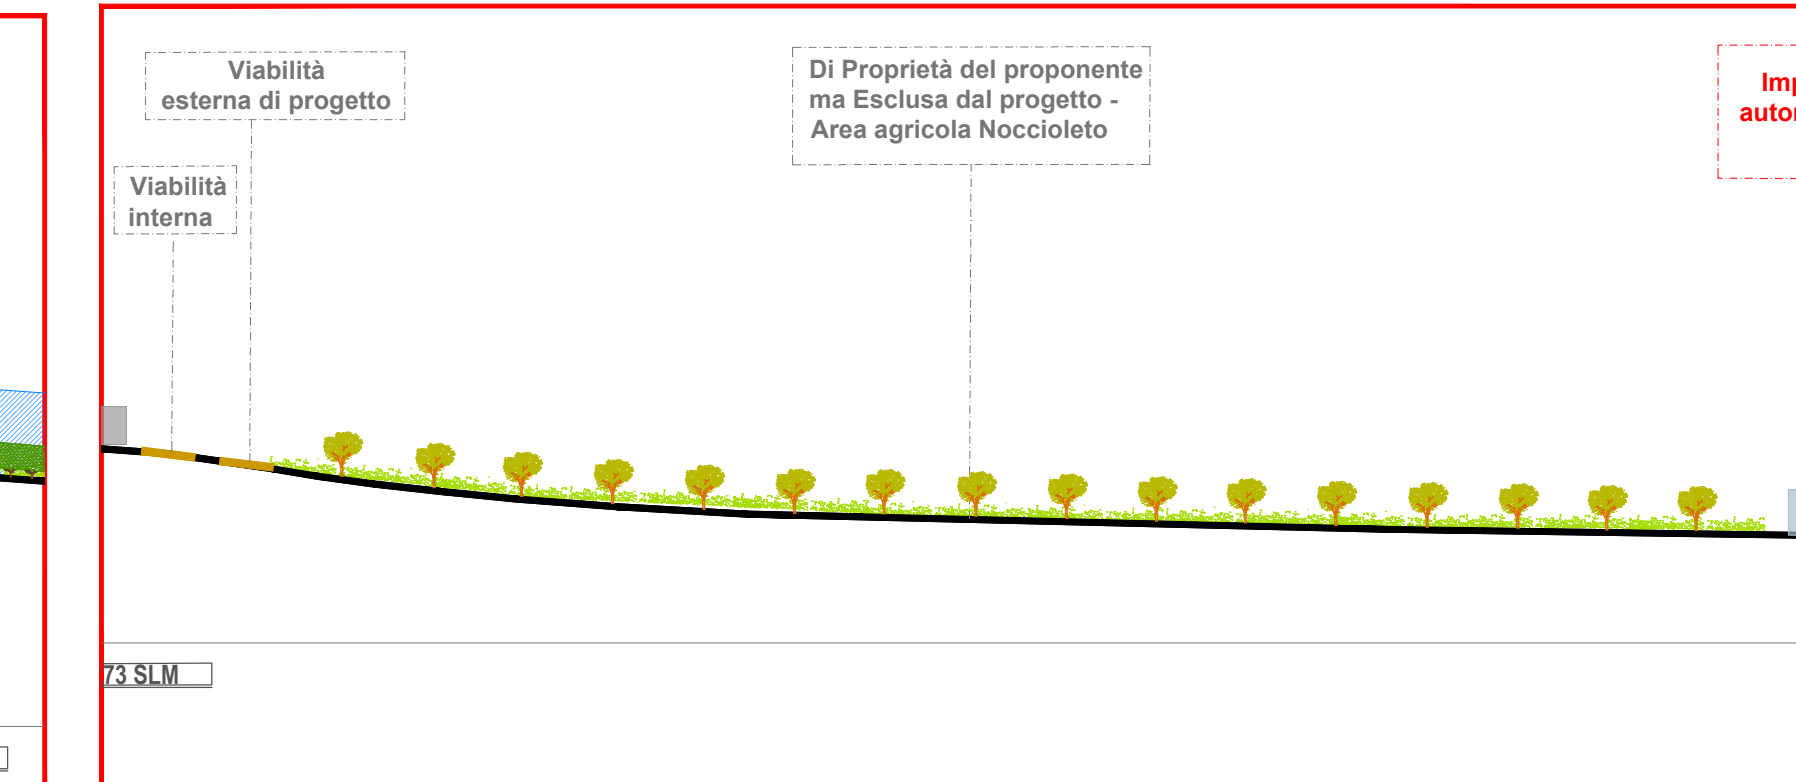 Viabilità
esterna di progetto
Viabilità
interna
Di Proprietà del proponente
ma Esclusa dal progetto -
Area agricola Noccioleto
73 SLM